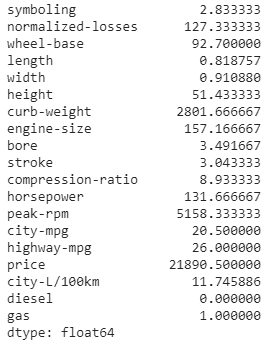 symboling 2.833333
normalized-losses 127.333333
wheel-base 92.700000
length 0.818757
width 0.910880
height 51.433333
curb-weight 2801.666667
engine-size 157.166667
bore 3.491667
stroke 3.043333
compression-ratio 8.933333
horsepower 131.666667
peak-rpm 5158.333333
city-mpg 20.500000
highway-mpg 26.000000
price 21890.500000
city-L/100km 11.745886
diesel 0.000000
gas 1.000000
dtype: float64